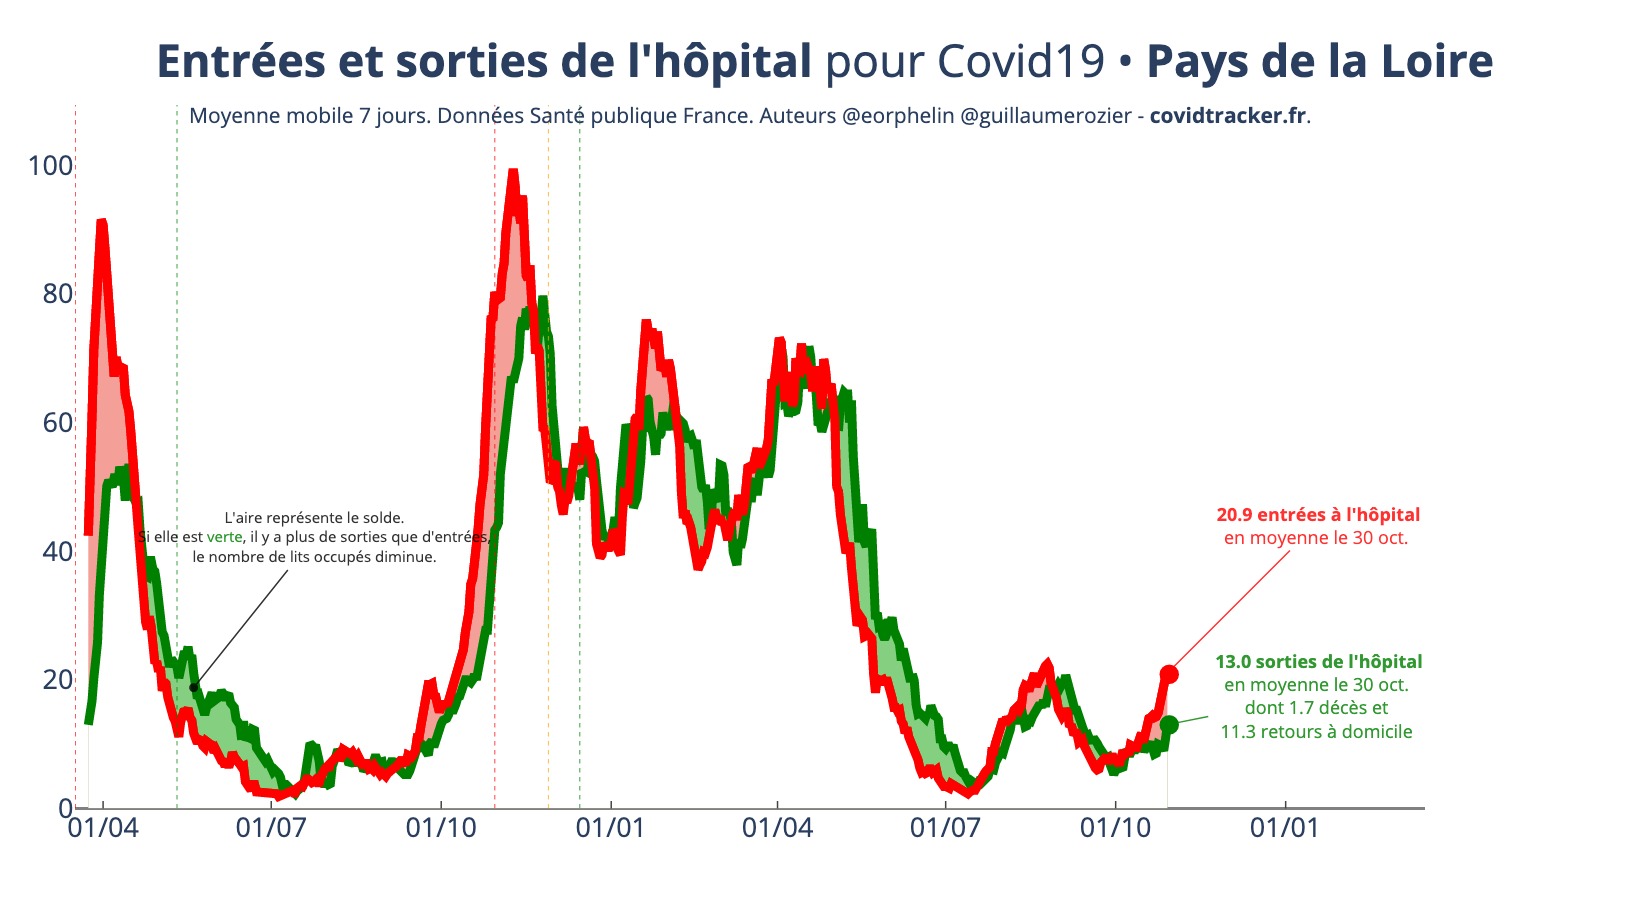 Entrées et sorties de l'hôpital pour Covid19 • Pays de la Loire
Moyenne mobile 7 jours. Données Santé publique France. Auteurs @eorphelin @guillaumerozier - covidtracker.fr.
100
80
60
40
20
0
L'aire représente le solde.
Si elle est verte, il y a plus de sorties que d'entrées,
le nombre de lits occupés diminue.
20.9 entrées à l'hôpital
en moyenne le 30 oct.
13.0 sorties de l'hôpital
en moyenne le 30 oct.
dont 1.7 décès et
11.3 retours à domicile
01/04
01/07
01/10
01/01
01/04
01/07
01/10
01/01